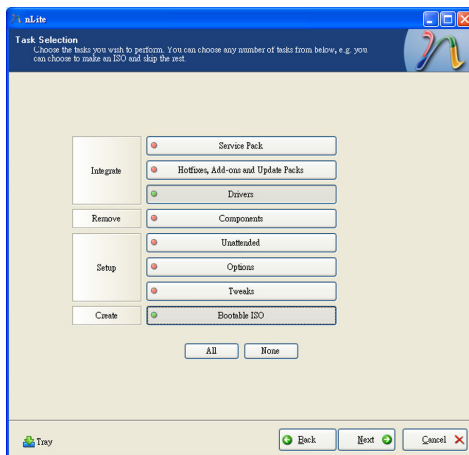 nLite
Task Selection
Choose the tasks you wish to perform. You can choose any number of tasks from below, e.g. you
can choose to make an ISO and skip the rest.
Integrate
Service Pack
Hotfixes, Add-ons and Update Packs
Drivers
Remove
Components
Setup
Unattended
Options
Tweaks
Create
Bootable ISO
All
None
Tray
Back
Next
Cancel